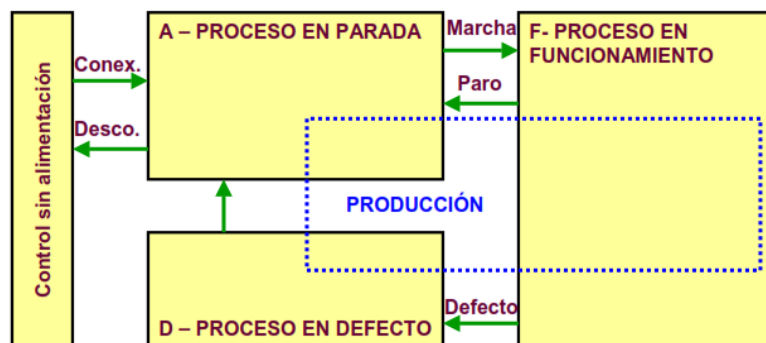 A – PROCESO EN PARADA
Marcha
F- PROCESO EN
FUNCIONAMIENTO
Conex.
Paro
Desco.
Control sin alimentación
PRODUCCIÓN
Defecto
D – PROCESO EN DEFECTO